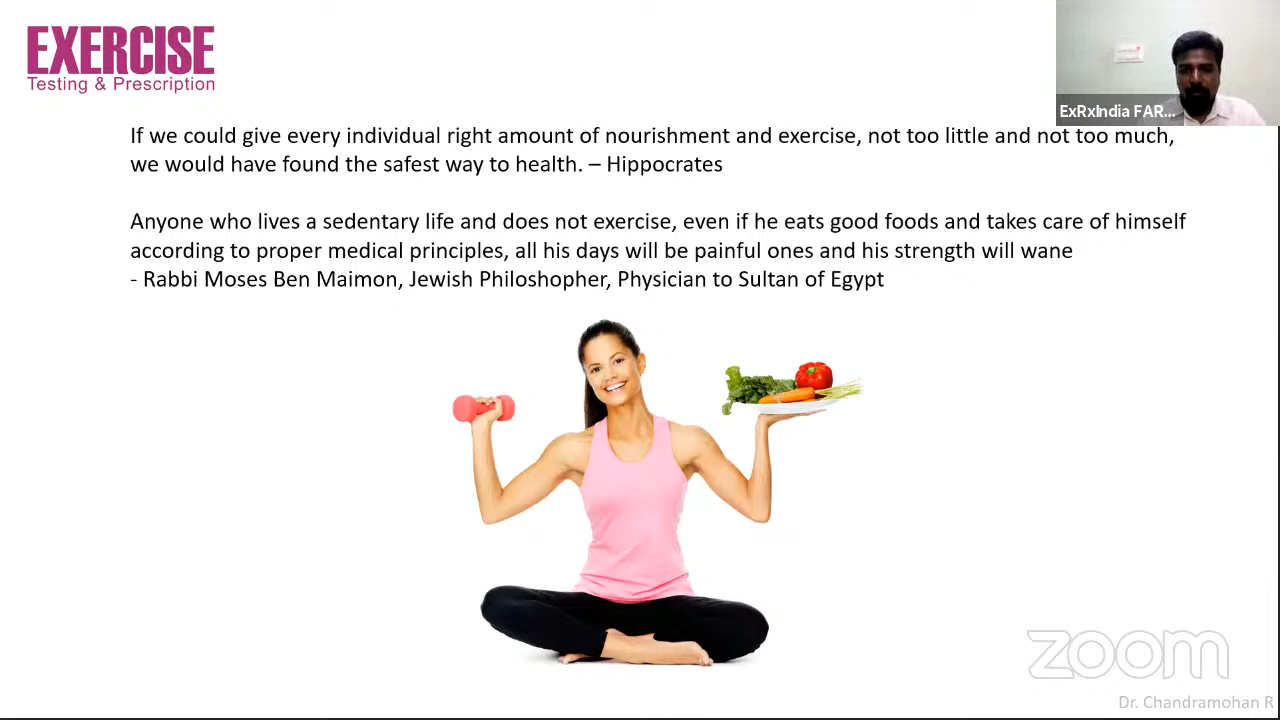 EXERCISE
Testing & Prescription
ExRxIndia FAR...
If we could give every individual right amount of nourishment and exercise, not too little and not too much,
we would have found the safest way to health. – Hippocrates
Anyone who lives a sedentary life and does not exercise, even if he eats good foods and takes care of himself
according to proper medical principles, all his days will be painful ones and his strength will wane
- Rabbi Moses Ben Maimon, Jewish Philoshopher, Physician to Sultan of Egypt
zoom
Dr. Chandramohan R